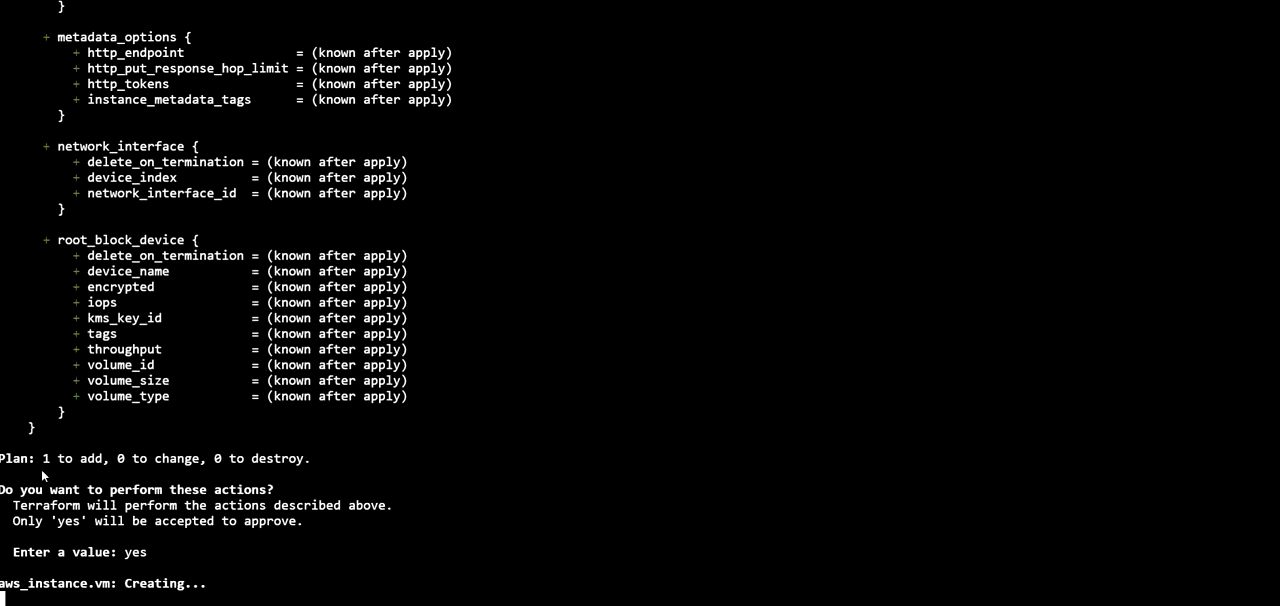 }

      + metadata_options {
          + http_endpoint               = (known after apply)
          + http_put_response_hop_limit = (known after apply)
          + http_tokens                 = (known after apply)
          + instance_metadata_tags      = (known after apply)
        }

      + network_interface {
          + delete_on_termination = (known after apply)
          + device_index          = (known after apply)
          + network_interface_id  = (known after apply)
        }

      + root_block_device {
          + delete_on_termination = (known after apply)
          + device_name           = (known after apply)
          + encrypted             = (known after apply)
          + iops                  = (known after apply)
          + kms_key_id            = (known after apply)
          + tags                  = (known after apply)
          + throughput            = (known after apply)
          + volume_id             = (known after apply)
          + volume_size           = (known after apply)
          + volume_type           = (known after apply)
        }
    }

Plan: 1 to add, 0 to change, 0 to destroy.

Do you want to perform these actions?
  Terraform will perform the actions described above.
  Only 'yes' will be accepted to approve.

  Enter a value: yes

aws_instance.vm: Creating...